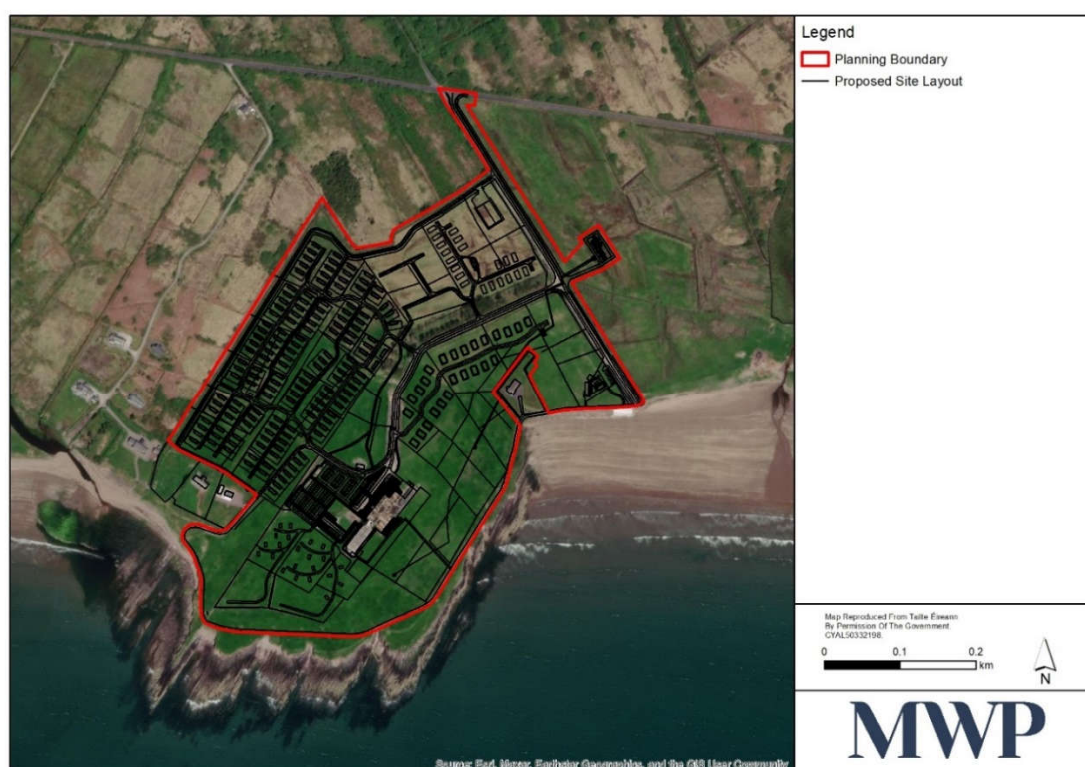 Legend
Planning Boundary
Proposed Site Layout
Map Reproduced From Tailte Éireann
By Permission Of The Government
CYAL50332198.
0 0.1 0.2
km
N
MWP
Source: Esri, Maxar, Earthstar Geographics, and the GIS User Community